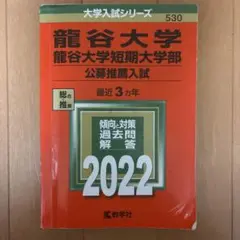 大学入試シリーズ
530
龍谷大学
龍谷大学短期大学部
公募推薦入試
最近3カ年
傾向と対策
過去問
解答
2022
教学社